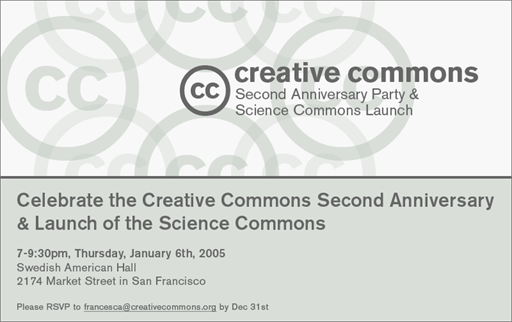 cc
creative commons
Second Anniversary Party &
Science Commons Launch
Celebrate the Creative Commons Second Anniversary
& Launch of the Science Commons
7-9:30pm, Thursday, January 6th, 2005
Swedish American Hall
2174 Market Street in San Francisco
Please RSVP to francesca@creativecommons.org by Dec 31st